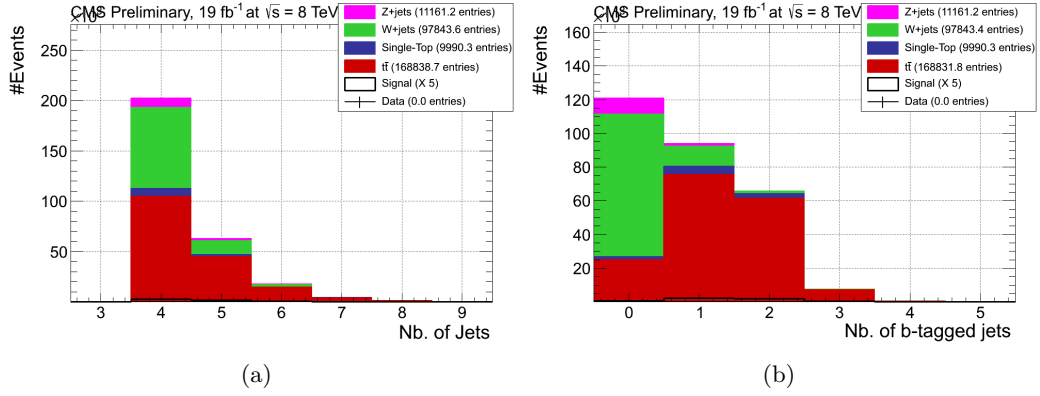 ×10³
CMS Preliminary, 19 fb⁻¹ at √s = 8 TeV
#Events
250
200
150
100
50
3 4 5 6 7 8 9
Nb. of Jets
Z+jets (11161.2 entries)
W+jets (97843.6 entries)
Single-Top (9990.3 entries)
tt̄ (168838.7 entries)
Signal (X 5)
Data (0.0 entries)
(a)
×10³
CMS Preliminary, 19 fb⁻¹ at √s = 8 TeV
#Events
160
140
120
100
80
60
40
20
0 1 2 3 4 5
Nb. of b-tagged jets
Z+jets (11161.2 entries)
W+jets (97843.4 entries)
Single-Top (9990.3 entries)
tt̄ (168831.8 entries)
Signal (X 5)
Data (0.0 entries)
(b)